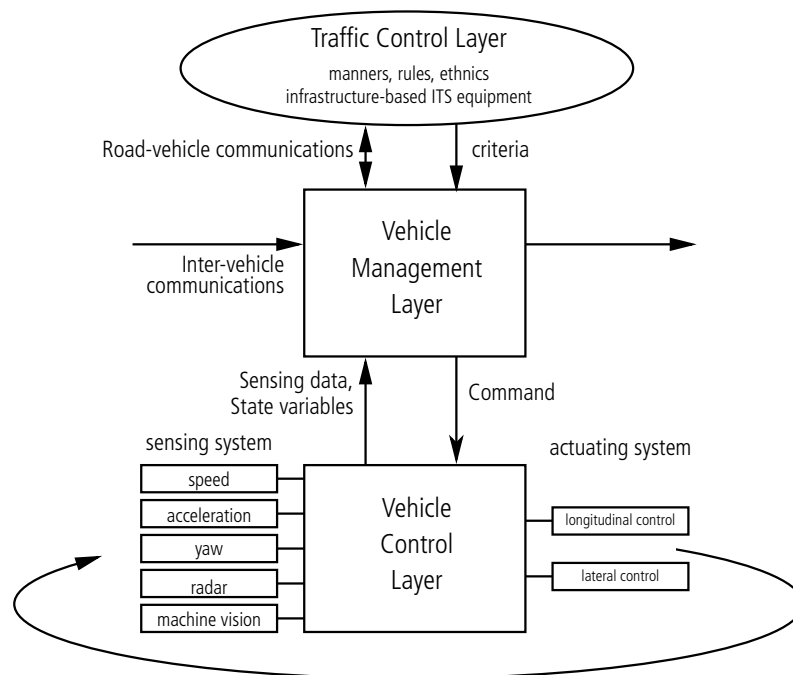 Traffic Control Layer
manners, rules, ethnics
infrastructure-based ITS equipment
Road-vehicle communications
criteria
Vehicle
Management
Layer
Inter-vehicle
communications
Sensing data,
State variables
Command
sensing system
actuating system
speed
acceleration
yaw
radar
machine vision
Vehicle
Control
Layer
longitudinal control
lateral control